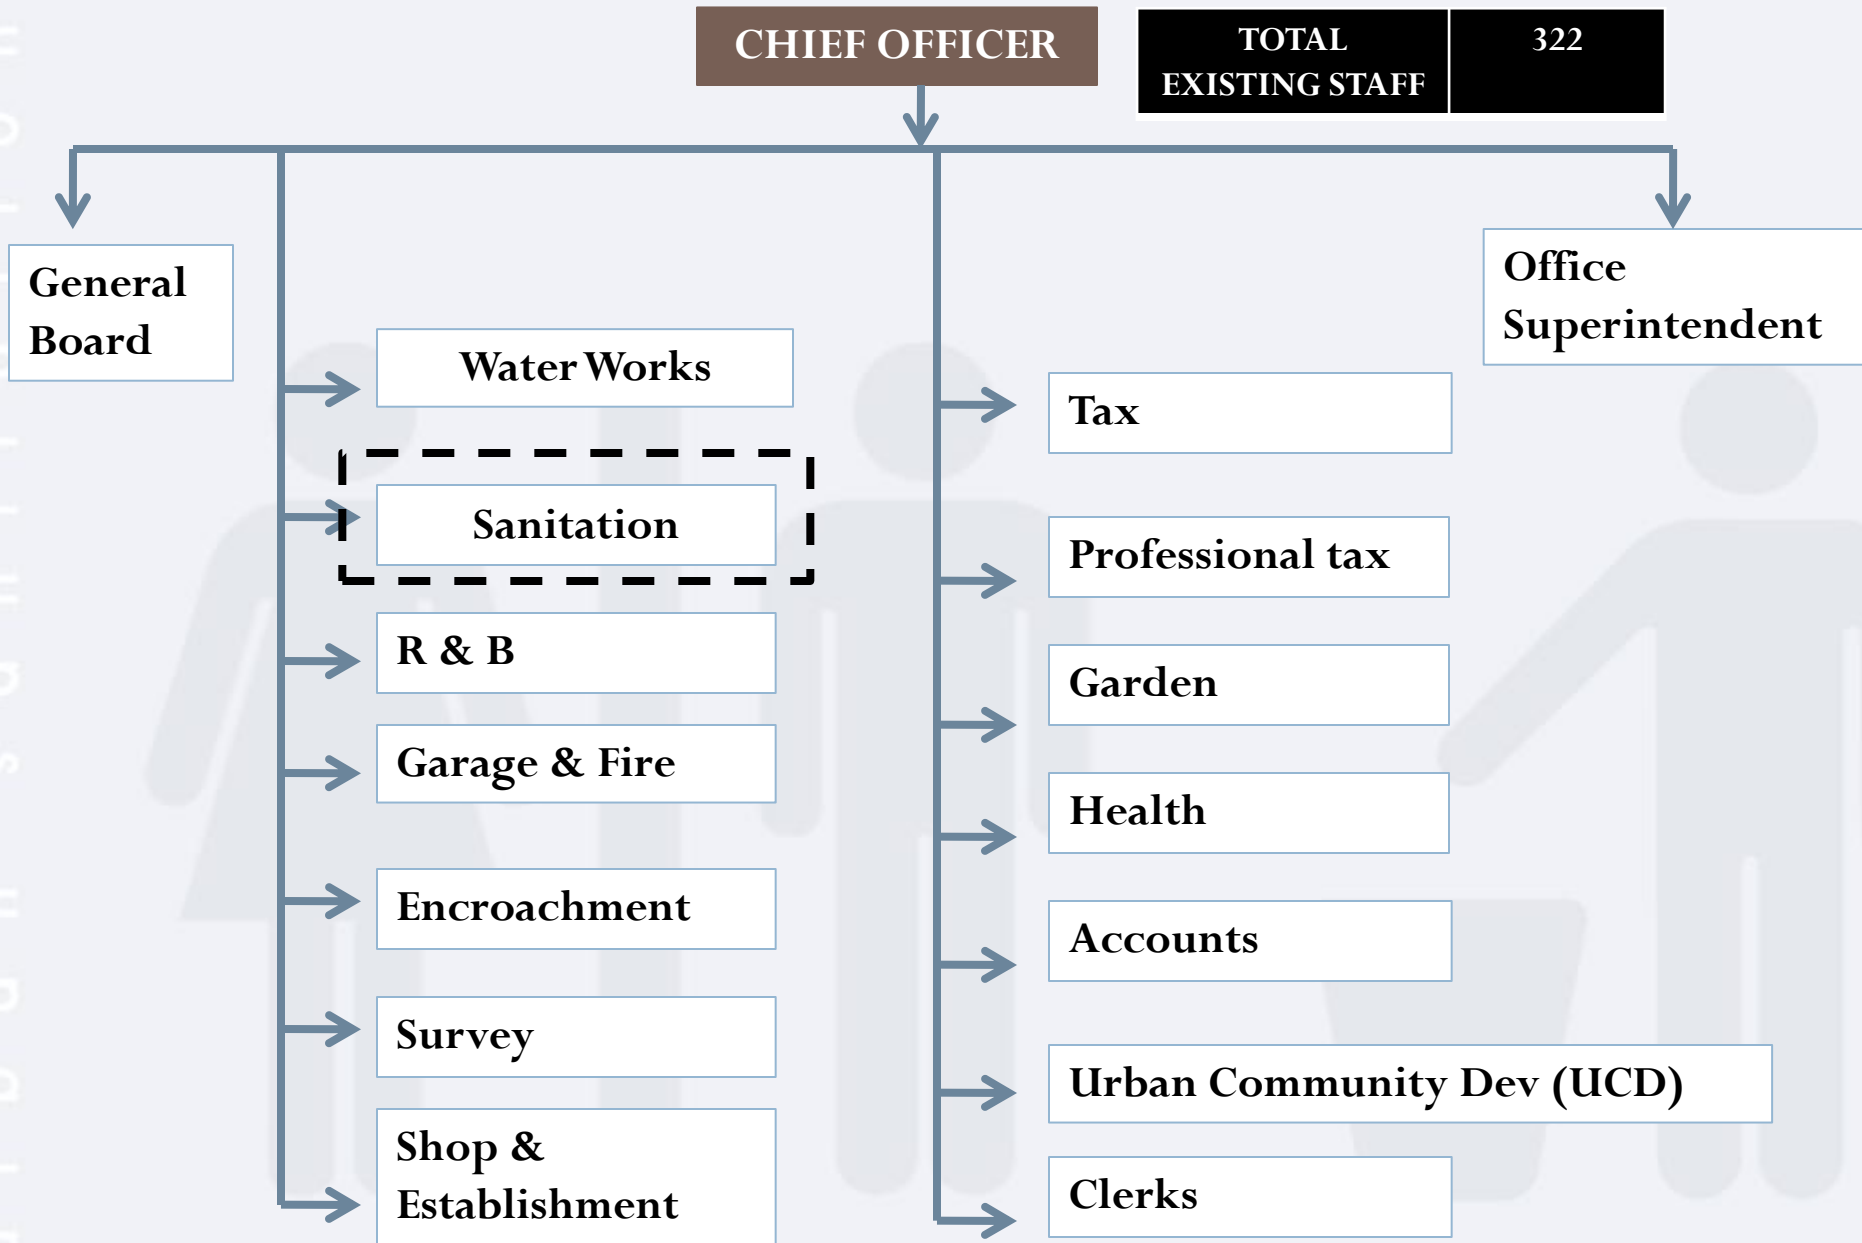 CHIEF OFFICER
TOTAL
EXISTING STAFF
322
General
Board
Office
Superintendent
Water Works
Sanitation
R & B
Garage & Fire
Encroachment
Survey
Shop &
Establishment
Tax
Professional tax
Garden
Health
Accounts
Urban Community Dev (UCD)
Clerks